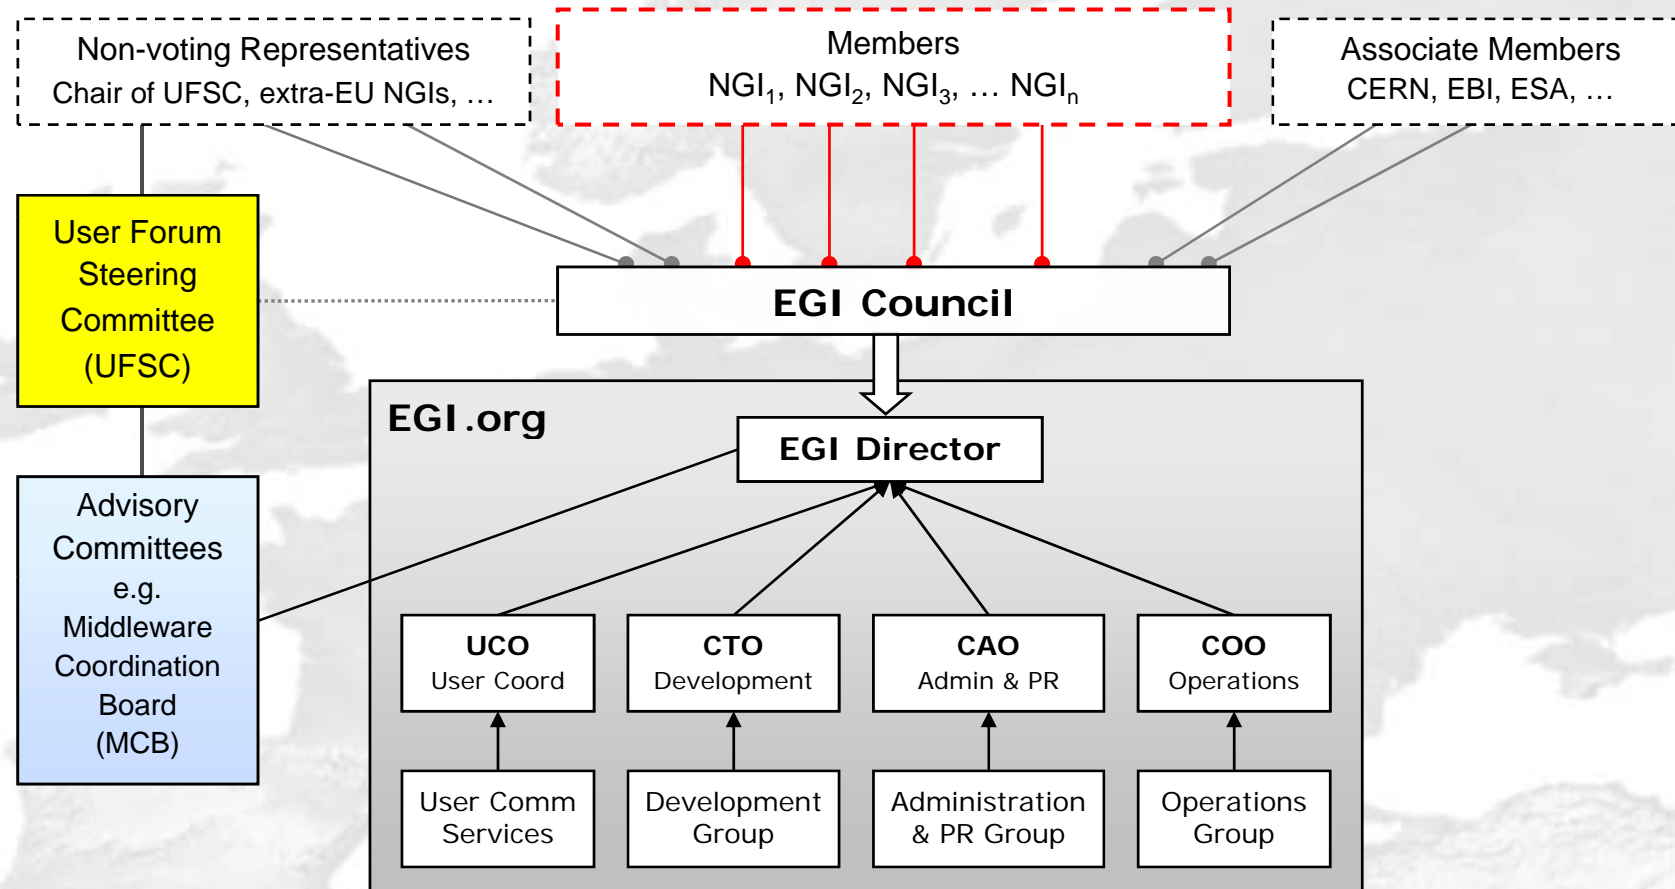 Non-voting Representatives
Chair of UFSC, extra-EU NGIs, …
Members
NGI₁, NGI₂, NGI₃, … NGIₙ
Associate Members
CERN, EBI, ESA, …
User Forum
Steering
Committee
(UFSC)
EGI Council
EGI.org
EGI Director
Advisory
Committees
e.g.
Middleware
Coordination
Board
(MCB)
UCO
User Coord
CTO
Development
CAO
Admin & PR
COO
Operations
User Comm
Services
Development
Group
Administration
& PR Group
Operations
Group